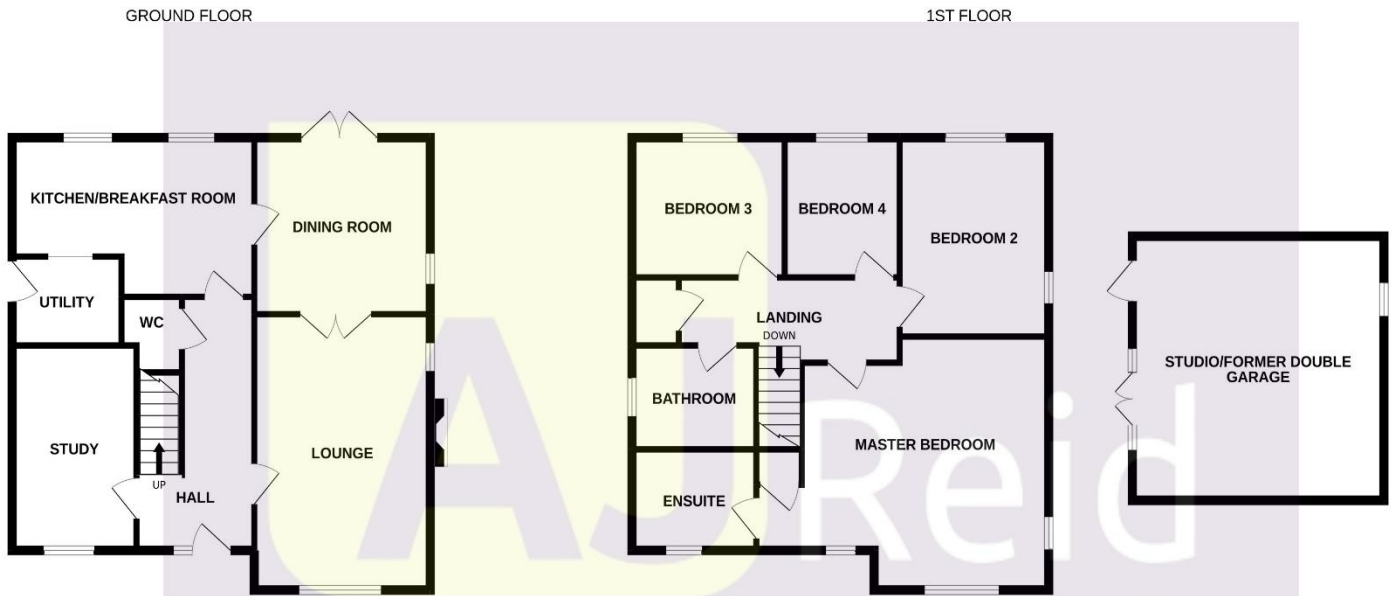 GROUND FLOOR
1ST FLOOR
KITCHEN/BREAKFAST ROOM
DINING ROOM
UTILITY
WC
STUDY
UP
HALL
LOUNGE
BEDROOM 3
BEDROOM 4
BEDROOM 2
LANDING
DOWN
BATHROOM
MASTER BEDROOM
ENSUITE
STUDIO/FORMER DOUBLE
GARAGE
AJ Reid